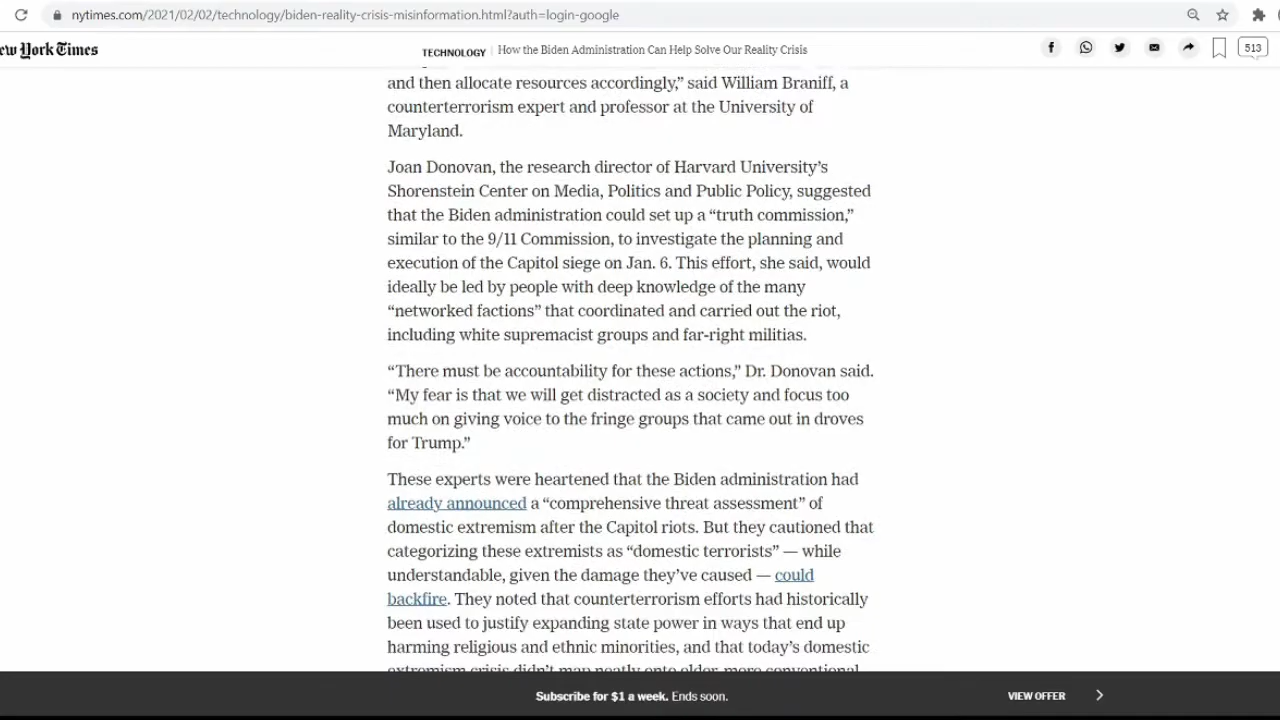 nytimes.com/2021/02/02/technology/biden-reality-crisis-misinformation.html?auth=login-google
ew York Times
TECHNOLOGY | How the Biden Administration Can Help Solve Our Reality Crisis
513
and then allocate resources accordingly,” said William Braniff, a
counterterrorism expert and professor at the University of
Maryland.
Joan Donovan, the research director of Harvard University’s
Shorenstein Center on Media, Politics and Public Policy, suggested
that the Biden administration could set up a “truth commission,”
similar to the 9/11 Commission, to investigate the planning and
execution of the Capitol siege on Jan. 6. This effort, she said, would
ideally be led by people with deep knowledge of the many
“networked factions” that coordinated and carried out the riot,
including white supremacist groups and far-right militias.
“There must be accountability for these actions,” Dr. Donovan said.
“My fear is that we will get distracted as a society and focus too
much on giving voice to the fringe groups that came out in droves
for Trump.”
These experts were heartened that the Biden administration had
already announced a “comprehensive threat assessment” of
domestic extremism after the Capitol riots. But they cautioned that
categorizing these extremists as “domestic terrorists” — while
understandable, given the damage they’ve caused — could
backfire. They noted that counterterrorism efforts had historically
been used to justify expanding state power in ways that end up
harming religious and ethnic minorities, and that today’s domestic
extremism crisis didn’t map neatly onto older, more conventional
Subscribe for $1 a week. Ends soon.
VIEW OFFER